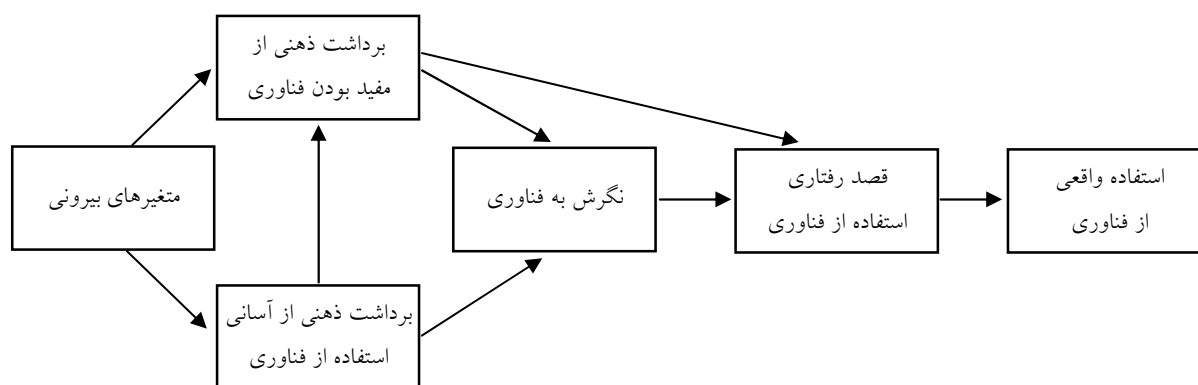 برداشت ذهنی از
مفید بودن فناوری
متغیرهای بیرونی
برداشت ذهنی از آسانی
استفاده از فناوری
نگرش به فناوری
قصد رفتاری
استفاده از فناوری
استفاده واقعی
از فناوری